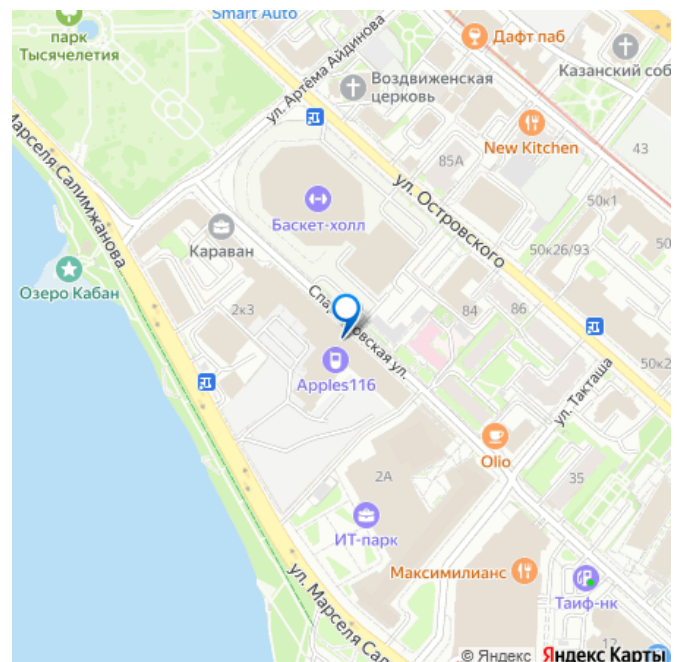 Smart Auto
парк
Тысячелетия
ул. Артёма Айдинова
Дафт паб
Воздвиженская
церковь
Казанский соб
New Kitchen
43
85А
Марселя Салимжанова
ул. Островского
50к1
Баскет-холл
Караван
50к26/93
50
Озеро Кабан
2к3
84
86
Apples116
50к2
ул. Такташа
Olio
2А
35
ИТ-парк
Максимилианс
Таиф-нк
ул. Марселя Сал
12
© Яндекс Яндекс Карты